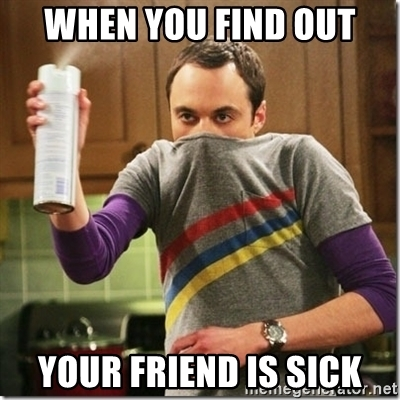 WHEN YOU FIND OUT
YOUR FRIEND IS SICK
memegenerator.net